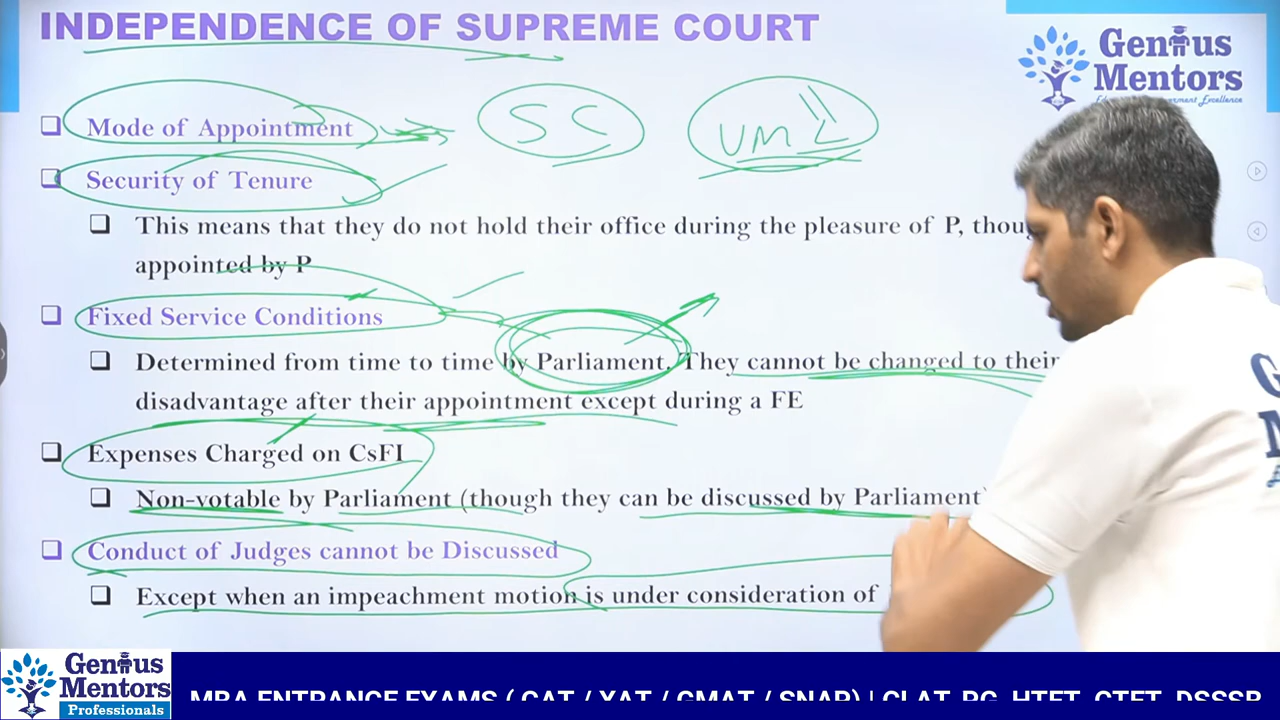 INDEPENDENCE OF SUPREME COURT
Genius
Mentors
Mode of Appointment
SC
Security of Tenure
This means that they do not hold their office during the pleasure of P,
appointed by P
Fixed Service Conditions
Determined from time to time by Parliament. They cannot be changed to their
disadvantage after their appointment except during a FE
Expenses Charged on CsFI
Non-votable by Parliament (though they can be discussed by Parliament)
Conduct of Judges cannot be Discussed
Except when an impeachment motion is under consideration of
Genius
Mentors
Professionals
MBA ENTRANCE EXAMS ( CAT / XAT / GMAT / SNAP) | CLAT, PG, HTET, CTET, DSSSB